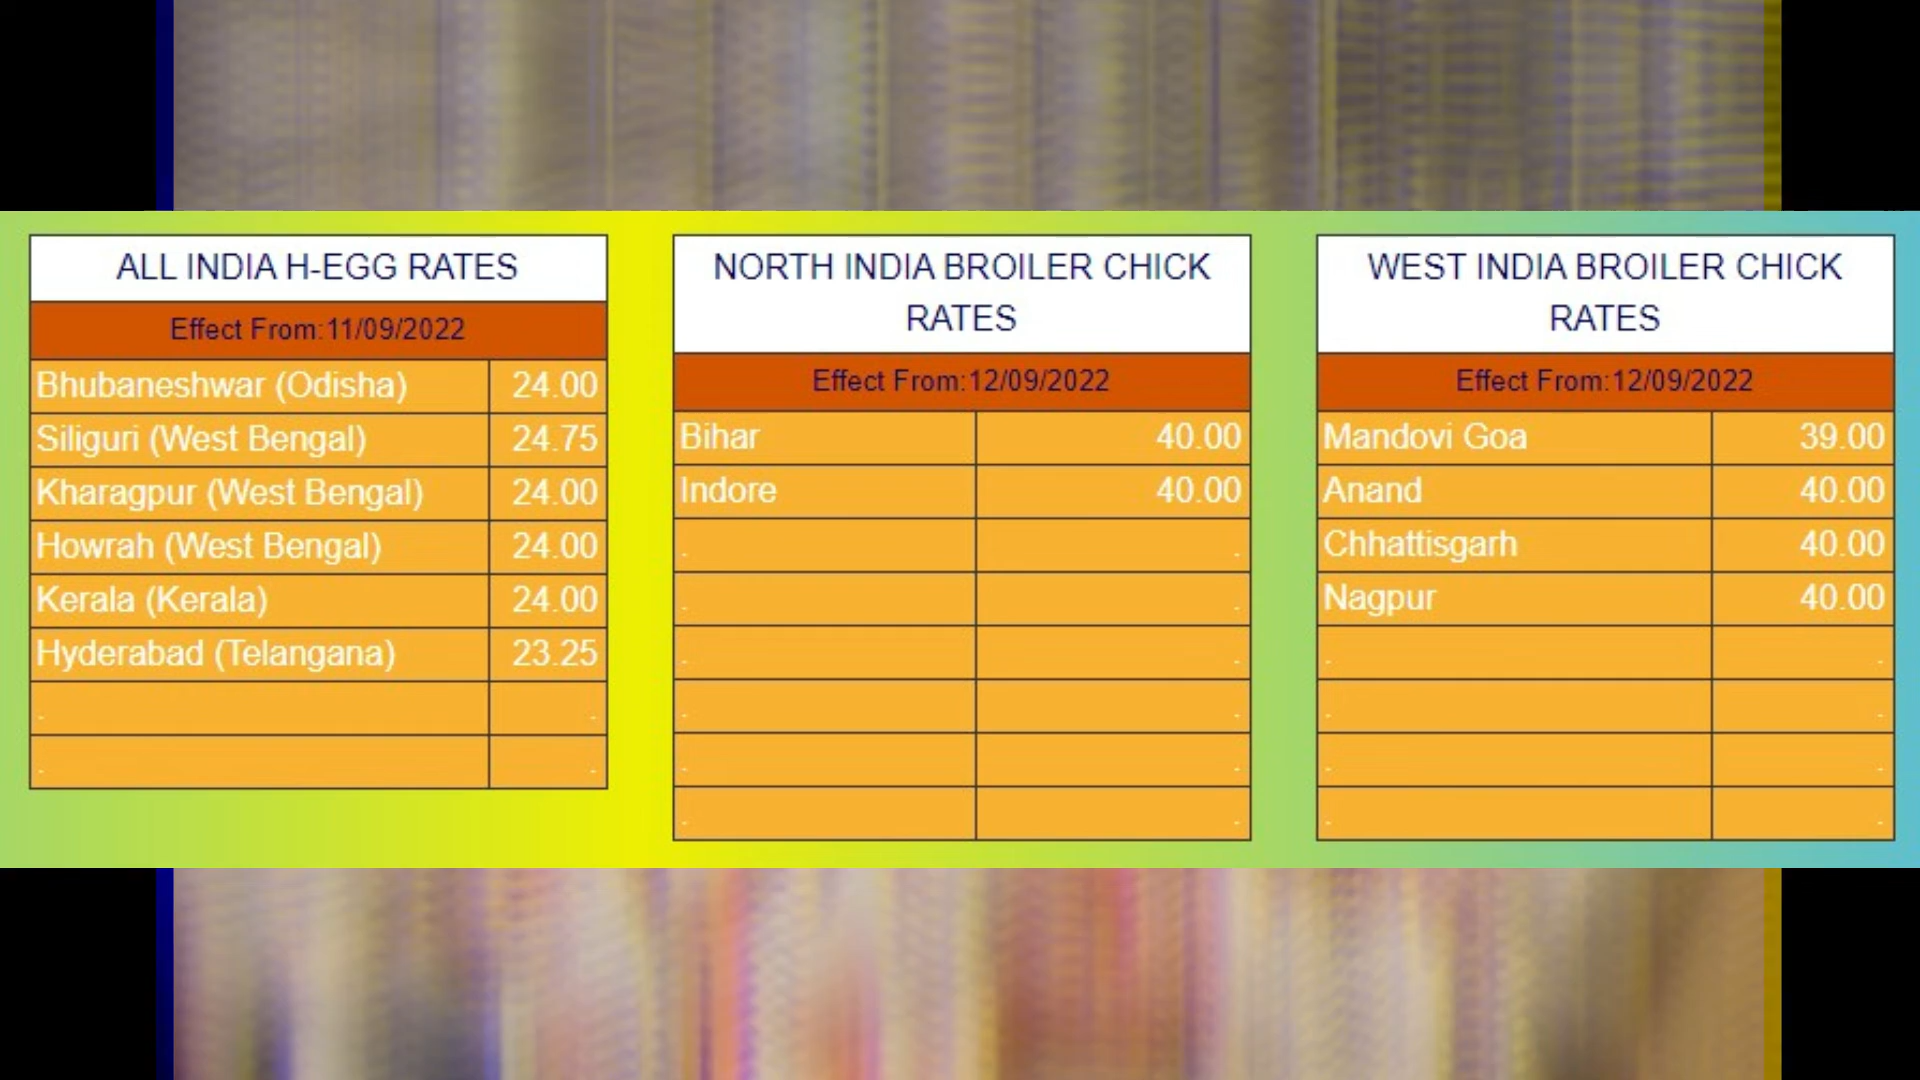 ALL INDIA H-EGG RATES
Effect From:11/09/2022
Bhubaneshwar (Odisha) 24.00
Siliguri (West Bengal) 24.75
Kharagpur (West Bengal) 24.00
Howrah (West Bengal) 24.00
Kerala (Kerala) 24.00
Hyderabad (Telangana) 23.25
. .
. .
NORTH INDIA BROILER CHICK
RATES
Effect From:12/09/2022
Bihar 40.00
Indore 40.00
. .
. .
. .
. .
. .
. .
WEST INDIA BROILER CHICK
RATES
Effect From:12/09/2022
Mandovi Goa 39.00
Anand 40.00
Chhattisgarh 40.00
Nagpur 40.00
. .
. .
. .
. .